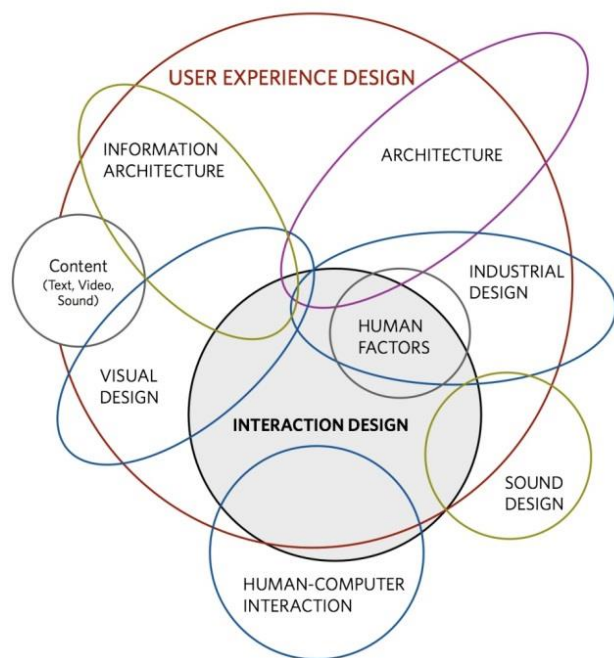 USER EXPERIENCE DESIGN
INFORMATION
ARCHITECTURE
ARCHITECTURE
Content
(Text, Video,
Sound)
INDUSTRIAL
DESIGN
HUMAN
FACTORS
VISUAL
DESIGN
INTERACTION DESIGN
SOUND
DESIGN
HUMAN-COMPUTER
INTERACTION